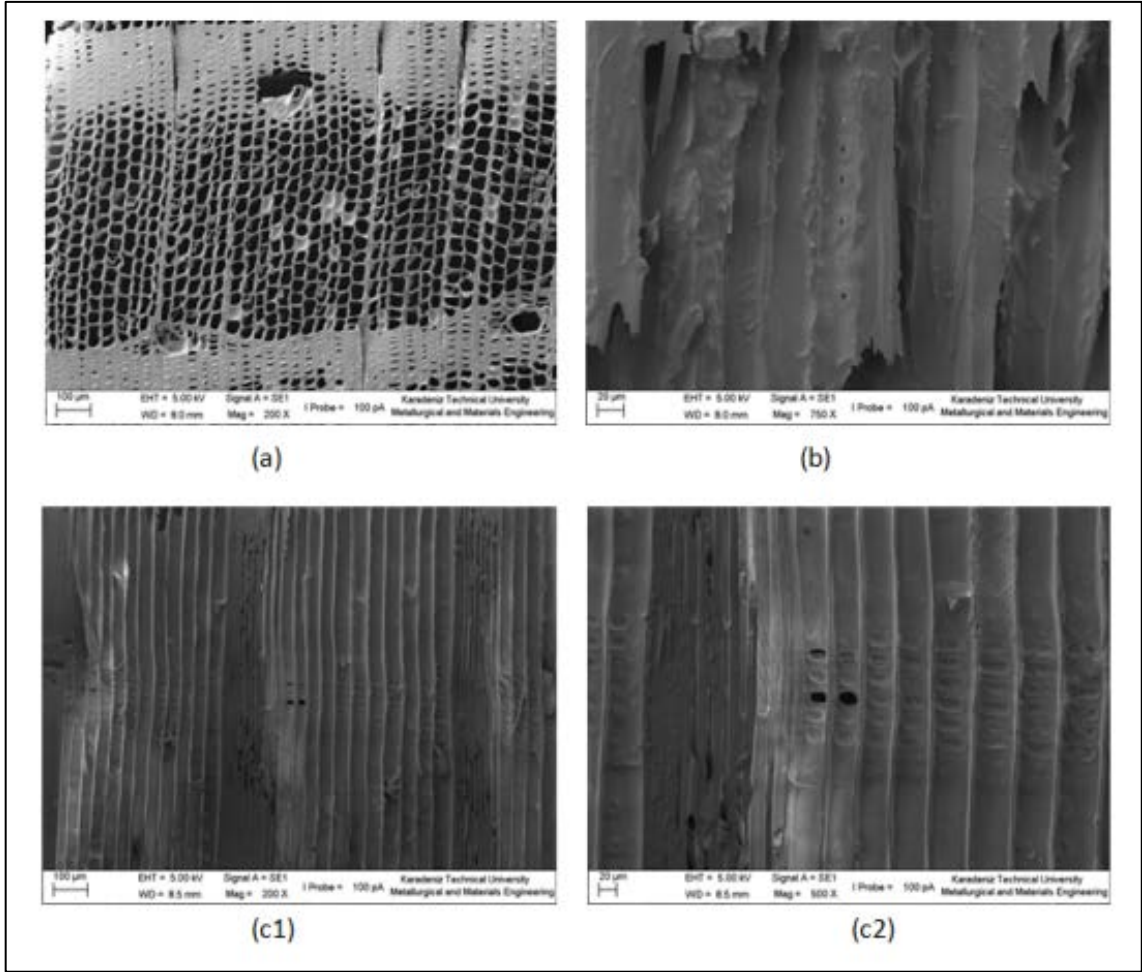 100 µm EHT = 5.00 kV Signal A = SE1 I Probe = 100 pA Karadeniz Technical University
WD = 8.0 mm Mag = 200 X Metallurgical and Materials Engineering
20 µm EHT = 5.00 kV Signal A = SE1 I Probe = 100 pA Karadeniz Technical University
WD = 8.0 mm Mag = 750 X Metallurgical and Materials Engineering
(a)
(b)
100 µm EHT = 5.00 kV Signal A = SE1 I Probe = 100 pA Karadeniz Technical University
WD = 8.5 mm Mag = 200 X Metallurgical and Materials Engineering
20 µm EHT = 5.00 kV Signal A = SE1 I Probe = 100 pA Karadeniz Technical University
WD = 8.5 mm Mag = 500 X Metallurgical and Materials Engineering
(c1)
(c2)